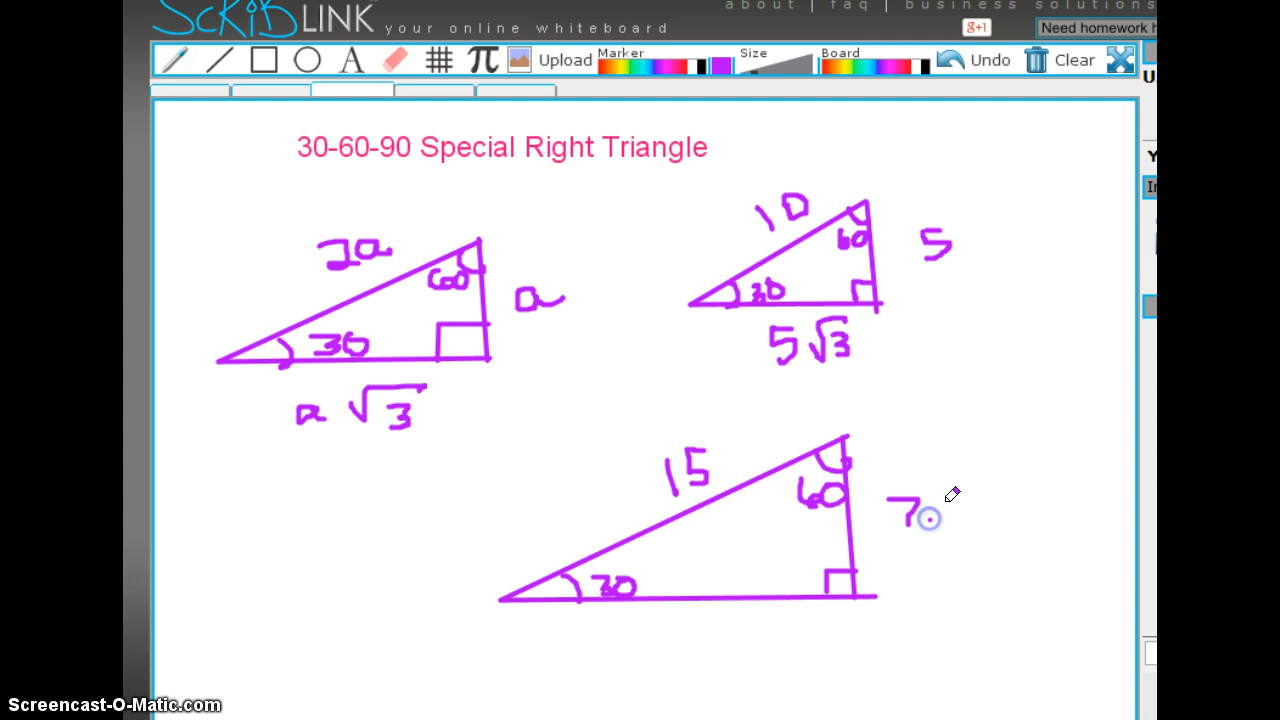 about | faq | business solutions
SCRIBLINK your online whiteboard
g+1
Need homework h
Upload Marker Size Board Undo Clear
30-60-90 Special Right Triangle
2a
60
a
30
a √3
10
60
5
30
5 √3
15
60
7.
30
Screencast-O-Matic.com